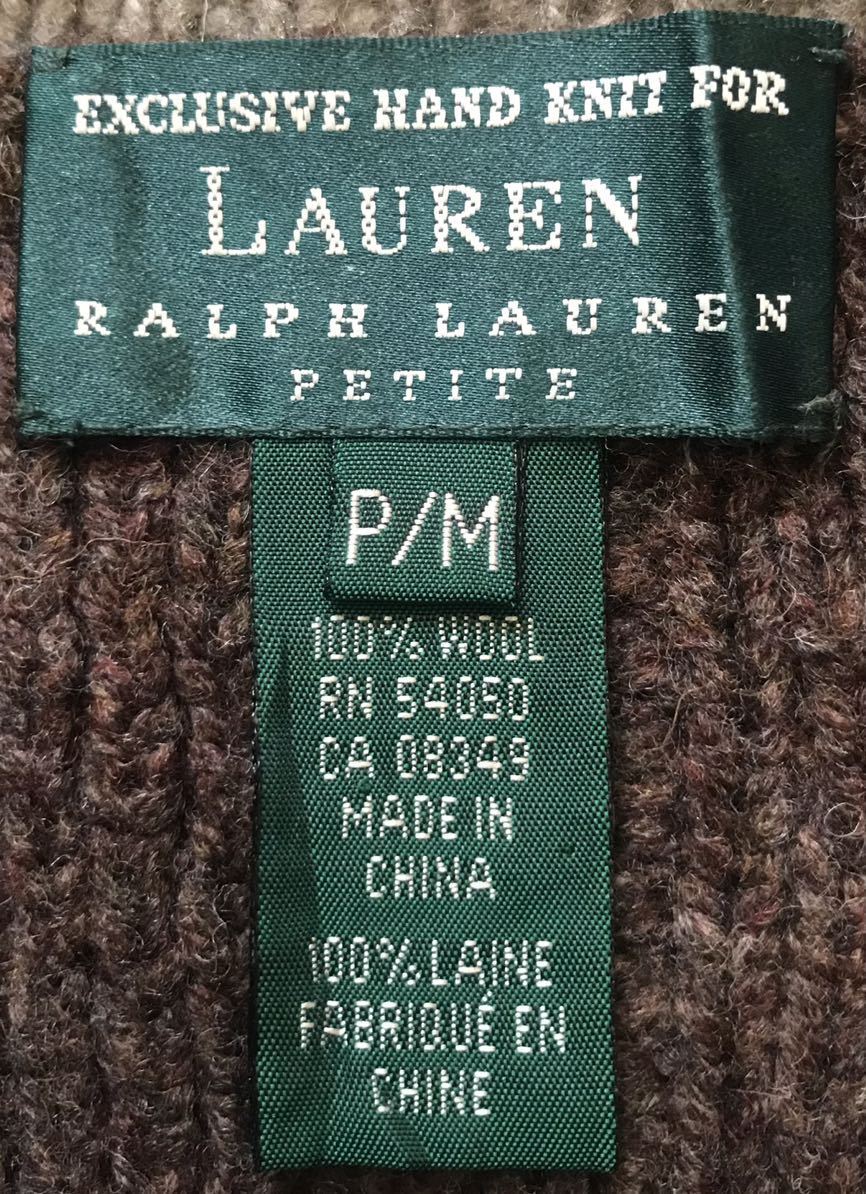 EXCLUSIVE HAND KNIT FOR
LAUREN
RALPH LAUREN
PETITE
P/M
100% WOOL
RN 54050
CA 08349
MADE IN
CHINA
100% LAINE
FABRIQUÉ EN
CHINE